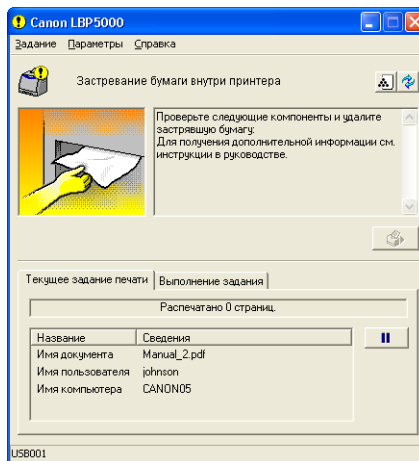 Canon LBP5000
Задание Параметры Справка
Застревание бумаги внутри принтера
Проверьте следующие компоненты и удалите
застрявшую бумагу:
Для получения дополнительной информации см.
инструкции в руководстве.
Текущее задание печати Выполнение задания
Распечатано 0 страниц.
Название Сведения
Имя документа Manual_2.pdf
Имя пользователя johnson
Имя компьютера CANON05
USB001